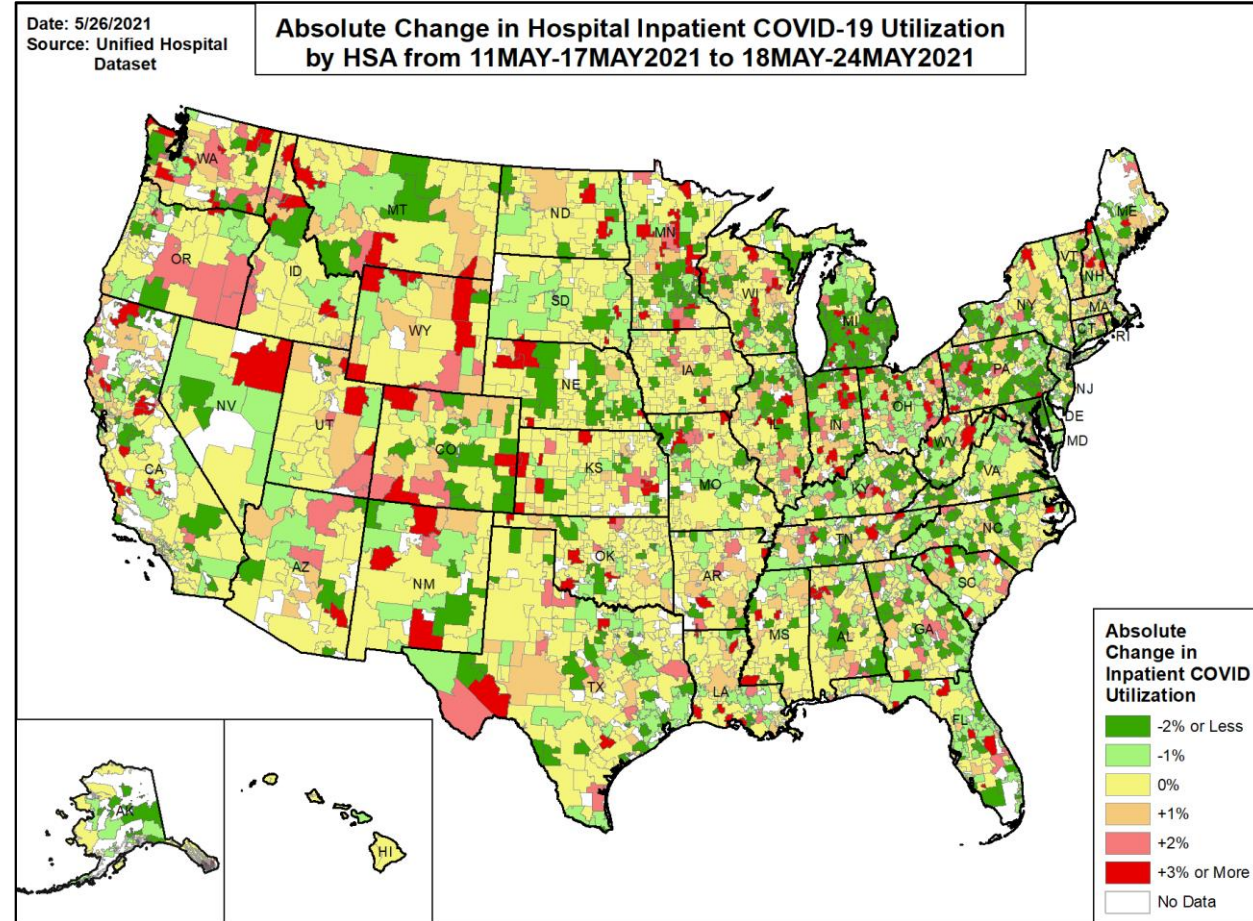 Date: 5/26/2021
Source: Unified Hospital
Dataset
Absolute Change in Hospital Inpatient COVID-19 Utilization
by HSA from 11MAY-17MAY2021 to 18MAY-24MAY2021
WA
MT
ND
MN
ME
OR
ID
SD
WI
VT
NH
WY
MI
NY
MA
CT
RI
IA
NE
PA
NJ
NV
UT
CO
IL
IN
OH
DE
MD
CA
KS
MO
WV
VA
KY
AZ
NM
OK
AR
TN
NC
SC
MS
AL
GA
TX
LA
FL
AK
HI
Absolute
Change in
Inpatient COVID
Utilization
-2% or Less
-1%
0%
+1%
+2%
+3% or More
No Data